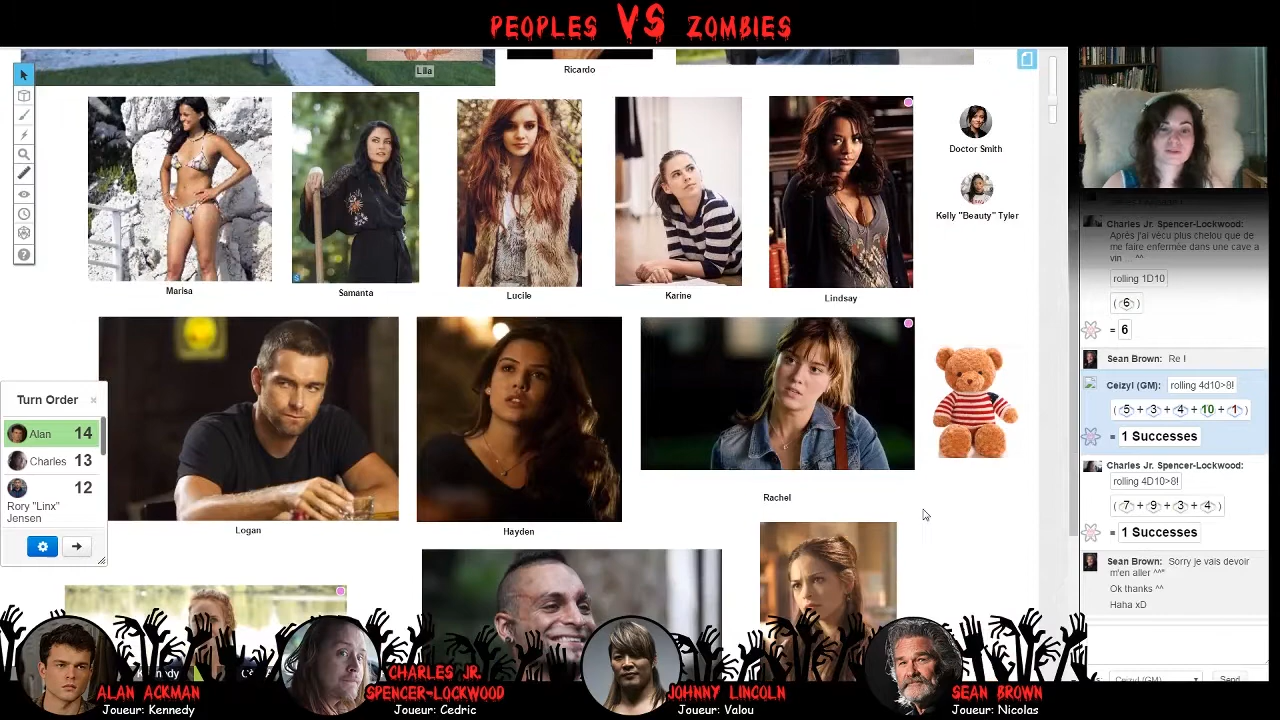 PEOPLES VS ZOMBIES
Lila
Ricardo
Marisa
Samanta
Lucile
Karine
Lindsay
Doctor Smith
Kelly "Beauty" Tyler
Logan
Hayden
Rachel
Turn Order ×
Alan 14
Charles 13
12
Rory "Linx"
Jensen
Charles Jr. Spencer-Lockwood:
Après j'ai vécu plus chelou que de
me faire enfermée dans une cave a
vin ... ^^
rolling 1D10
( 6 )
= 6
Sean Brown: Re !
Ceizyl (GM): rolling 4d10>8!
( 5 + 3 + 4 + 10 + 1 )
= 1 Successes
Charles Jr. Spencer-Lockwood:
rolling 4D10>8!
( 7 + 9 + 3 + 4 )
= 1 Successes
Sean Brown: Sorry je vais devoir
m'en aller ^^"
Ok thanks ^^
Haha xD
Ceizyl (GM)
Send
ALAN ACKMAN
Joueur: Kennedy
CHARLES JR.
SPENCER-LOCKWOOD
Joueur: Cedric
JOHNNY LINCOLN
Joueur: Valou
SEAN BROWN
Joueur: Nicolas